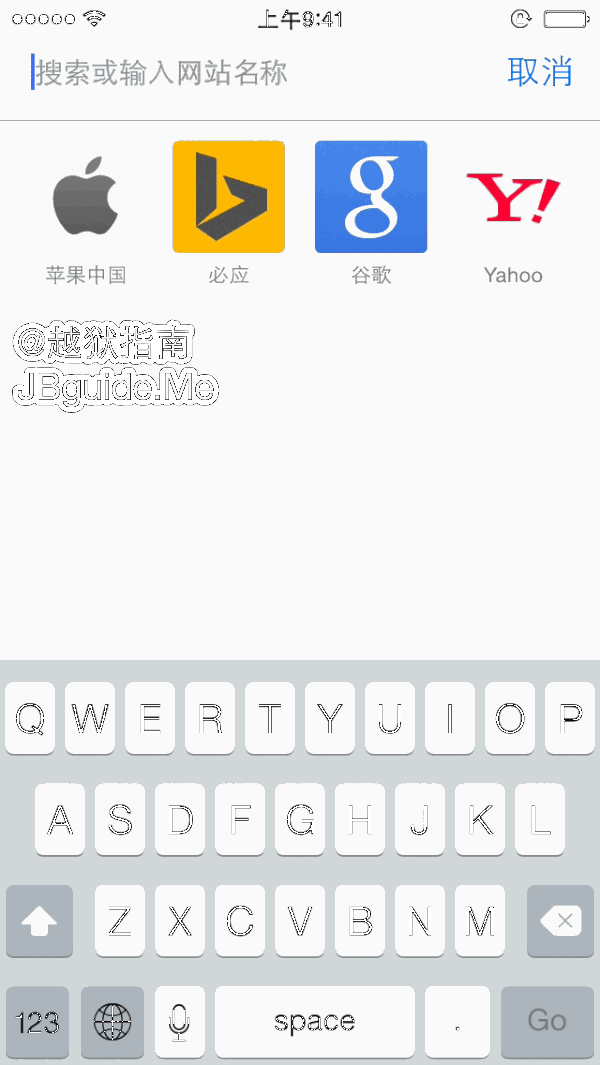 上午9:41
搜索或输入网站名称 取消
苹果中国 必应 谷歌 Yahoo
@越狱指南
JBguide.Me
Q W E R T Y U I O P
A S D F G H J K L
Z X C V B N M
123 space . Go